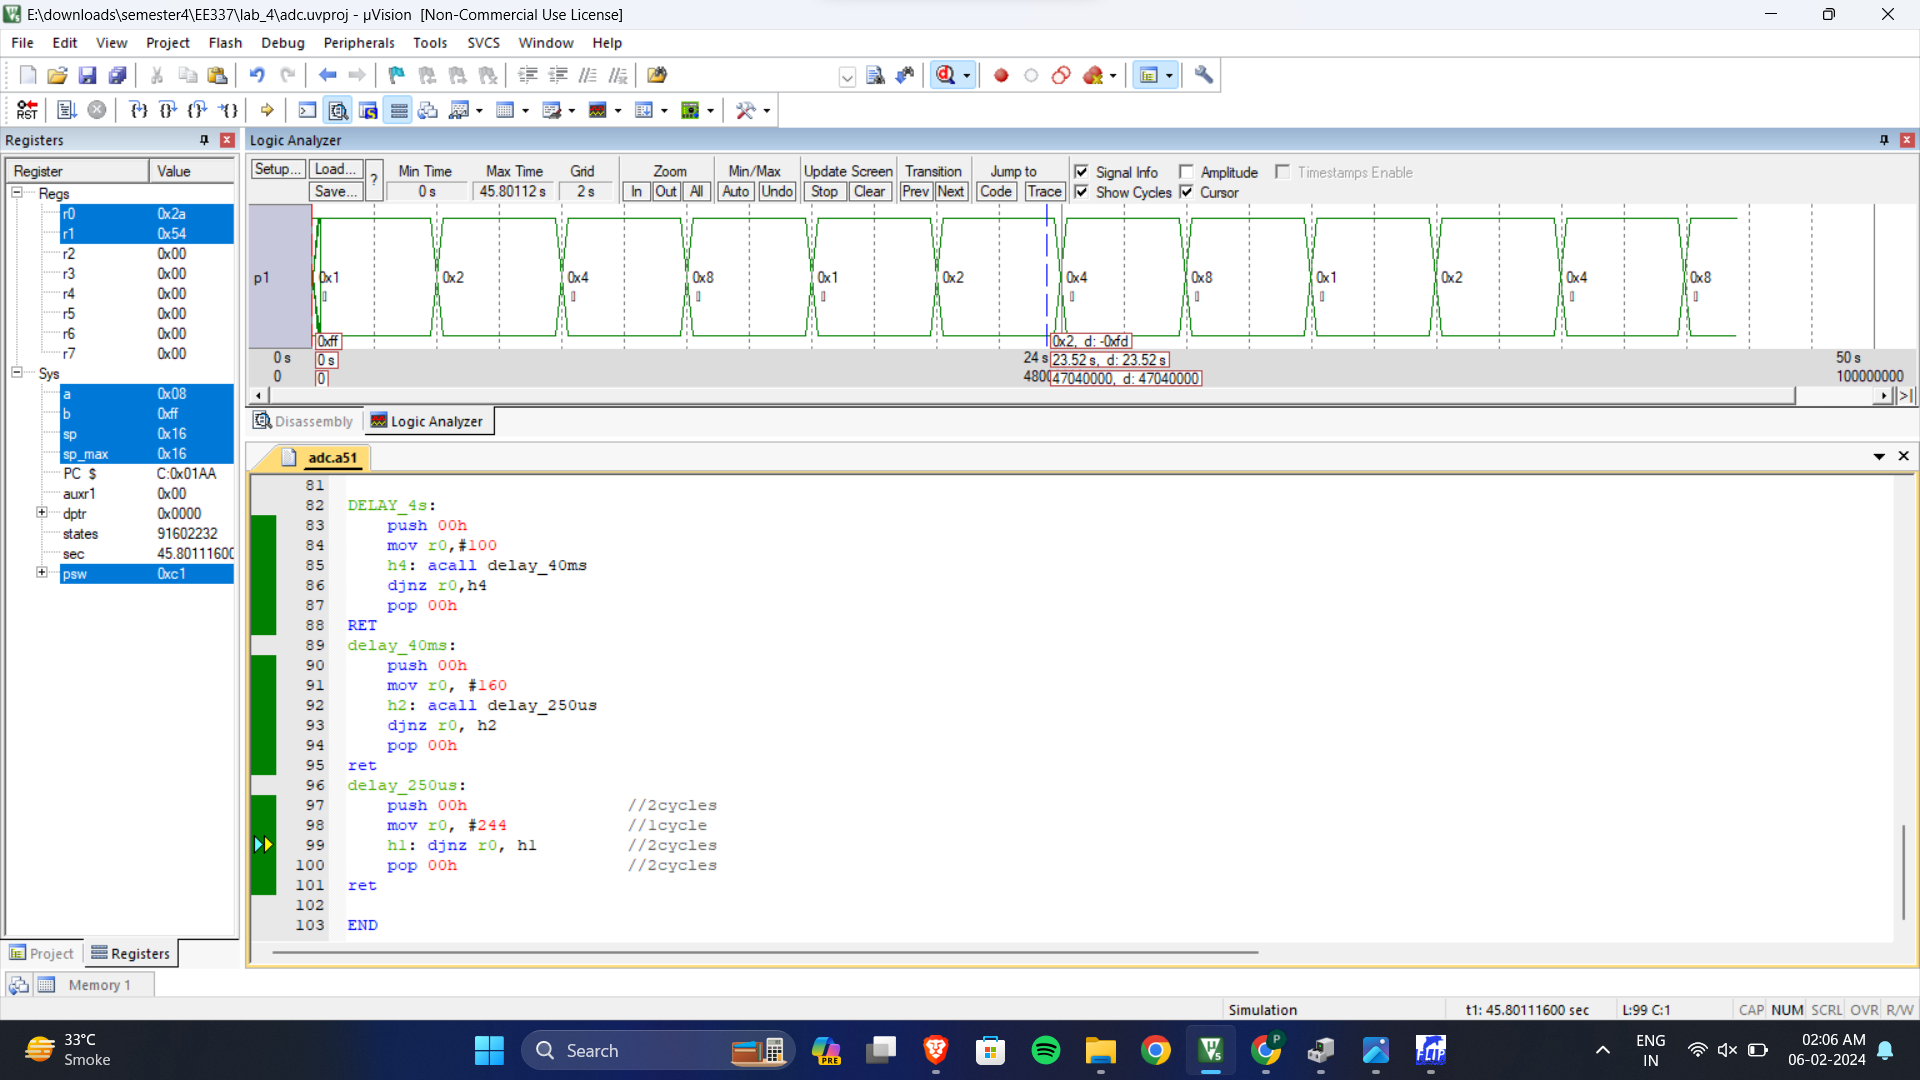 E:\downloads\semester4\EE337\lab_4\adc.uvproj - µVision  [Non-Commercial Use License]
File Edit View Project Flash Debug Peripherals Tools SVCS Window Help
Registers
Register Value
Regs
r0 0x2a
r1 0x54
r2 0x00
r3 0x00
r4 0x00
r5 0x00
r6 0x00
r7 0x00
Sys
a 0x08
b 0xff
sp 0x16
sp_max 0x16
PC $ C:0x01AA
auxr1 0x00
dptr 0x0000
states 91602232
sec 45.80111600
psw 0xc1
Project Registers
Logic Analyzer
Setup... Load... ? Min Time Max Time Grid Zoom Min/Max Update Screen Transition Jump to Signal Info Amplitude Timestamps Enable
Save... 0 s 45.80112 s 2 s In Out All Auto Undo Stop Clear Prev Next Code Trace Show Cycles Cursor
p1 0x1 0x2 0x4 0x8 0x1 0x2 0x4 0x8 0x1 0x2 0x4 0x8
0xff 0x2, d: -0xfd
0 s 0 s 24 s 23.52 s, d: 23.52 s 50 s
0 0 4800 47040000, d: 47040000 100000000
Disassembly Logic Analyzer
adc.a51
81
82 DELAY_4s:
83 push 00h
84 mov r0,#100
85 h4: acall delay_40ms
86 djnz r0,h4
87 pop 00h
88 RET
89 delay_40ms:
90 push 00h
91 mov r0, #160
92 h2: acall delay_250us
93 djnz r0, h2
94 pop 00h
95 ret
96 delay_250us:
97 push 00h //2cycles
98 mov r0, #244 //1cycle
99 h1: djnz r0, h1 //2cycles
100 pop 00h //2cycles
101 ret
102
103 END
Memory 1
Simulation t1: 45.80111600 sec L:99 C:1 CAP NUM SCRL OVR R/W
33°C
Smoke
Search
PRE
P
FLIP
ENG
IN
02:06 AM
06-02-2024